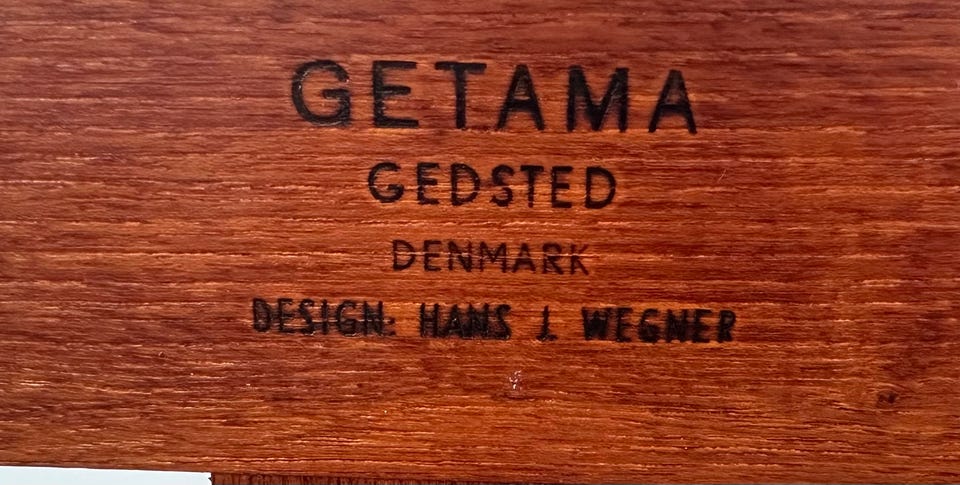 GETAMA
GEDSTED
DENMARK
DESIGN: HANS J. WEGNER